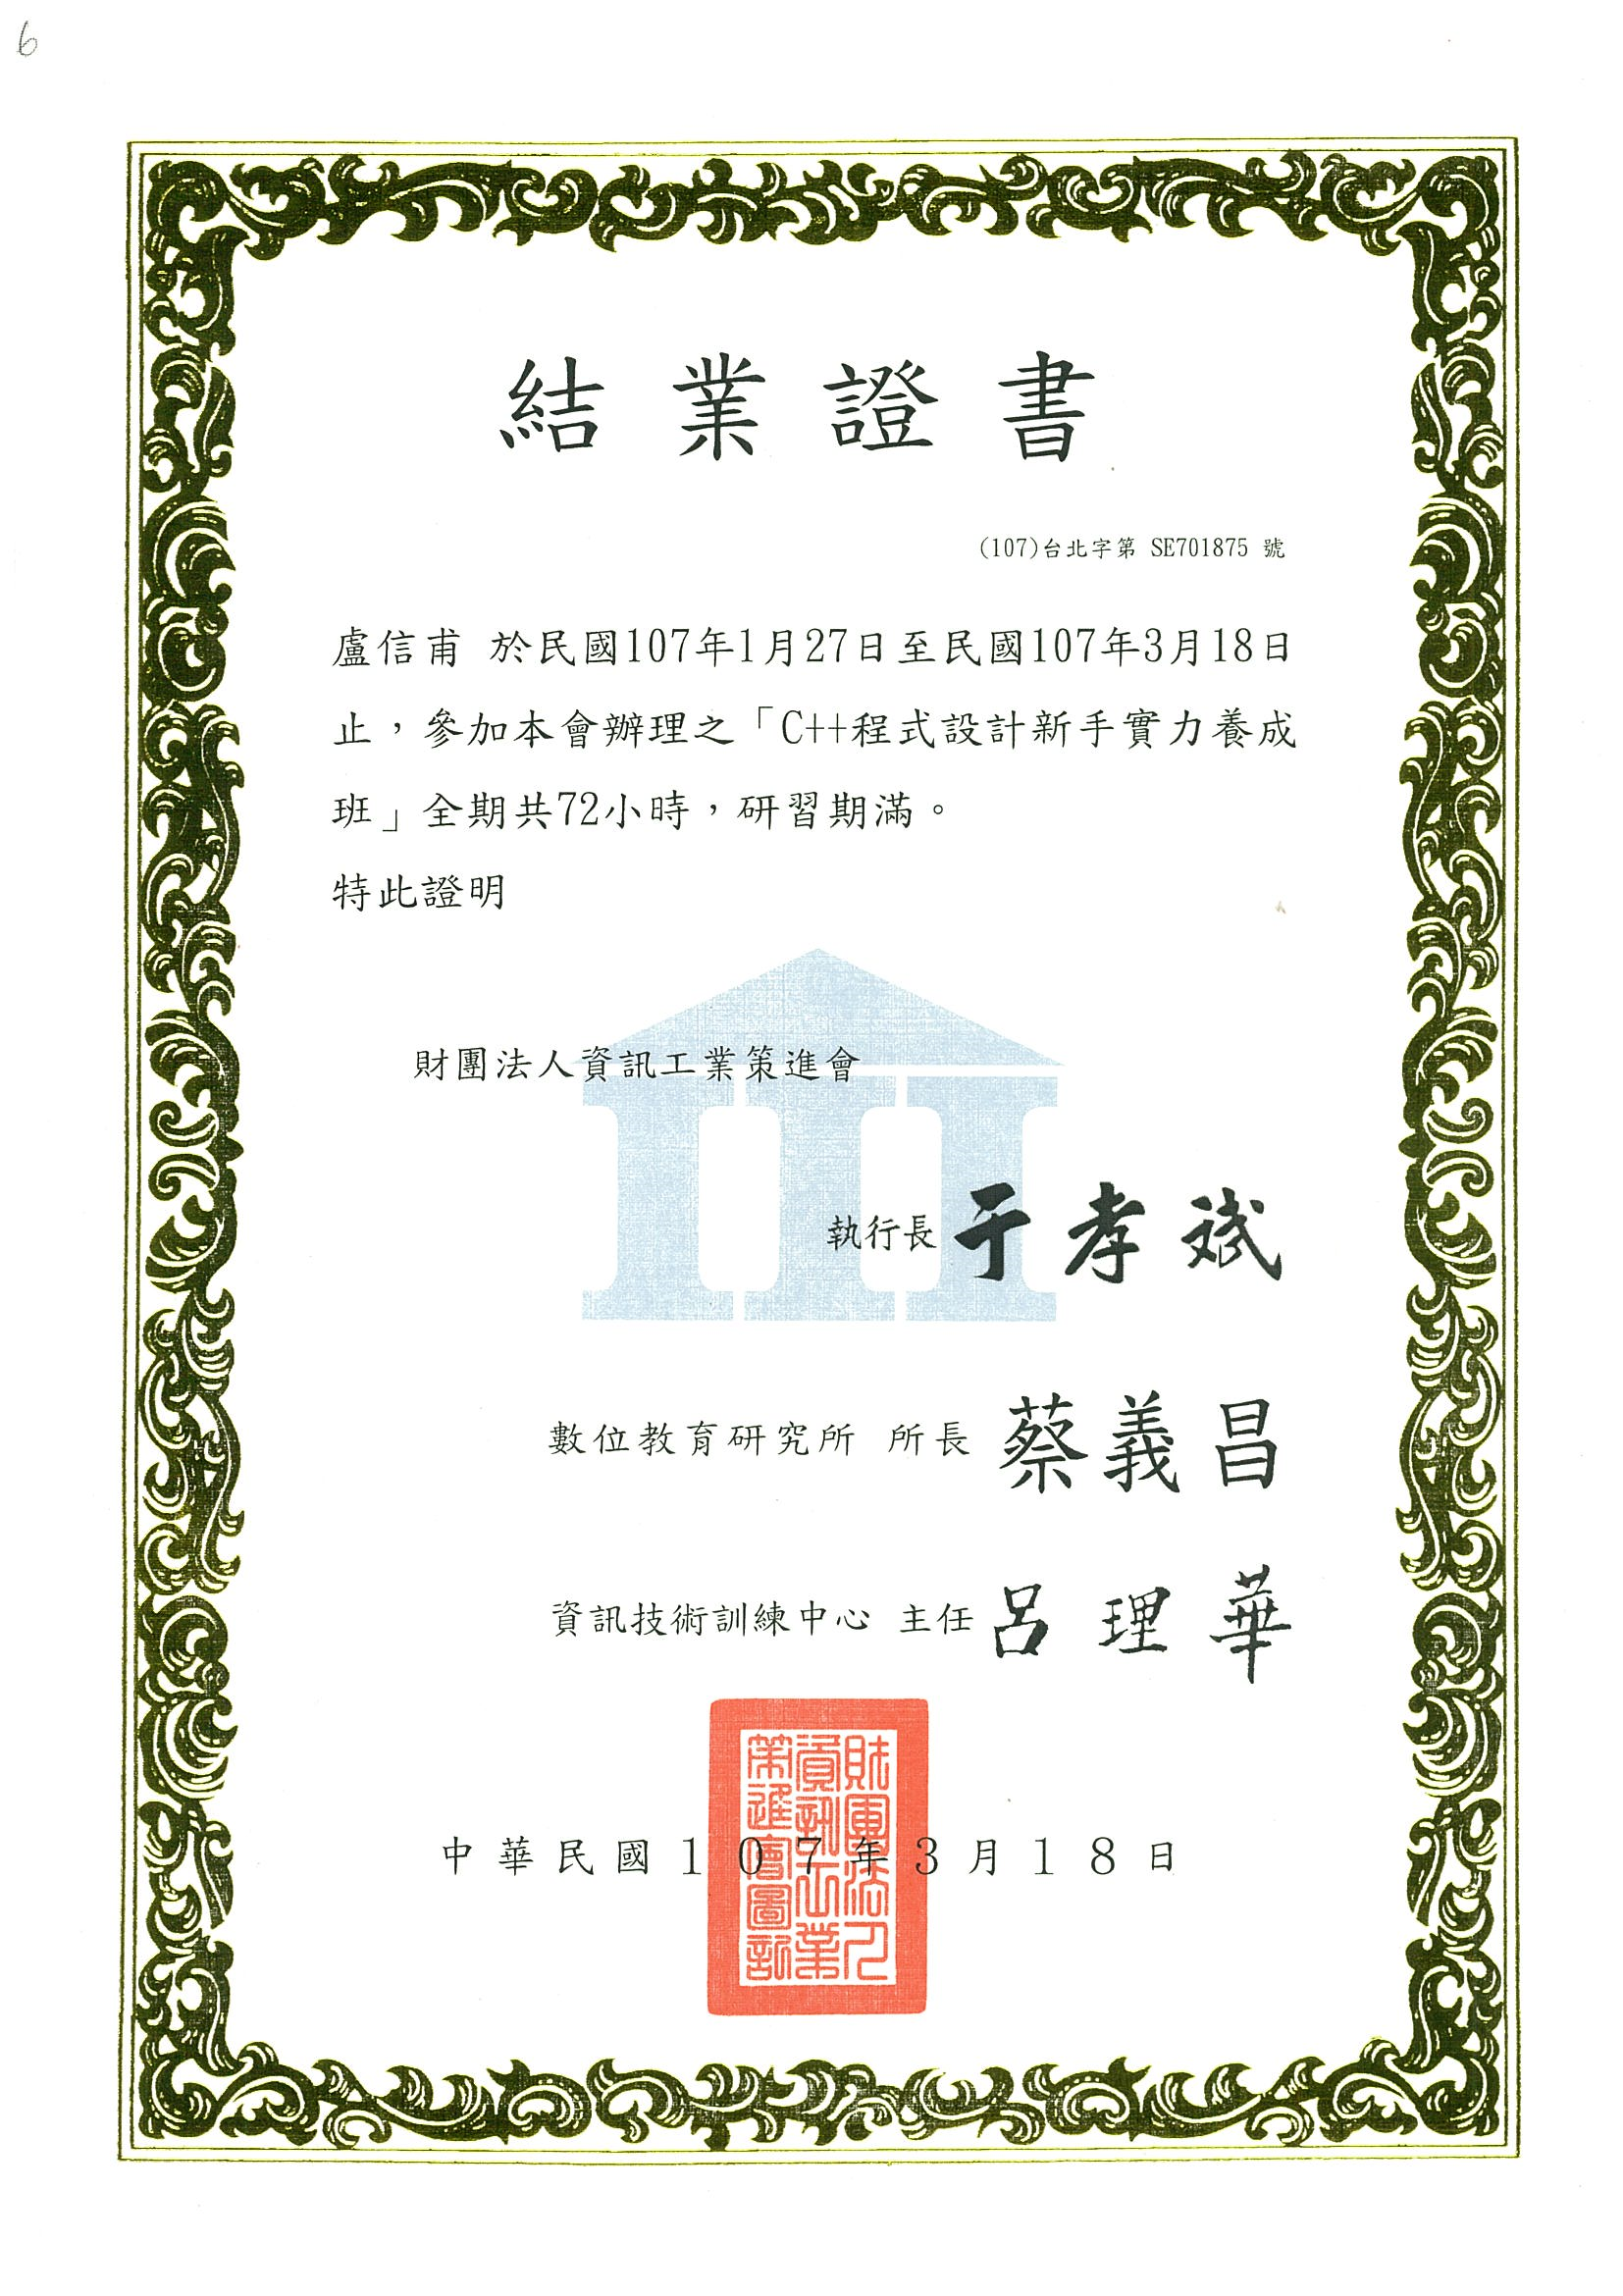 6
結業證書
(107)台北字第 SE701875 號
盧信甫 於民國107年1月27日至民國107年3月18日
止，參加本會辦理之「C++程式設計新手實力養成
班」全期共72小時，研習期滿。
特此證明
財團法人資訊工業策進會
執行長 于孝斌
數位教育研究所 所長 蔡義昌
資訊技術訓練中心 主任 呂理華
財團法人
資訊工業
策進會圖記
中華民國107年3月18日